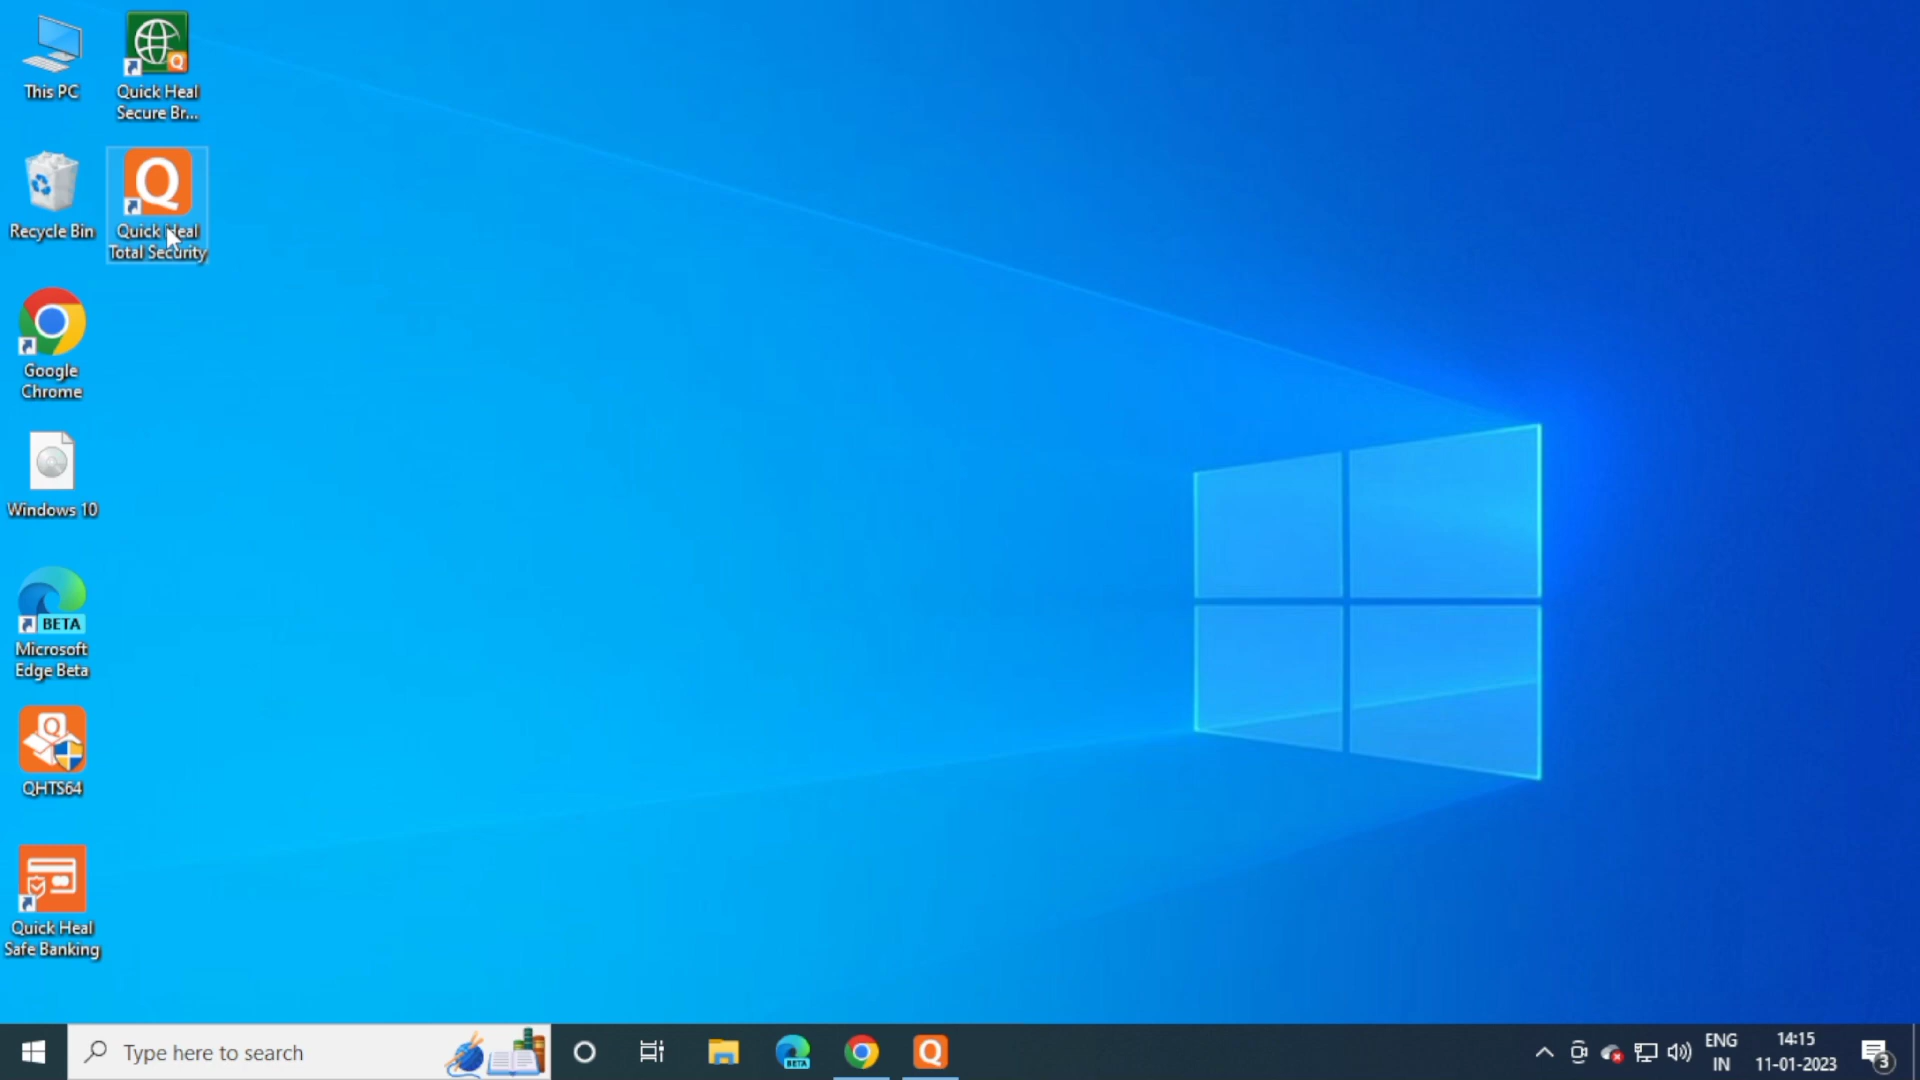 This PC
Quick Heal
Secure Br...
Recycle Bin
Q
Quick Heal
Total Security
Google
Chrome
Windows 10
BETA
Microsoft
Edge Beta
QHTS64
Quick Heal
Safe Banking
Type here to search
BETA
Q
ENG
IN
14:15
11-01-2023
3